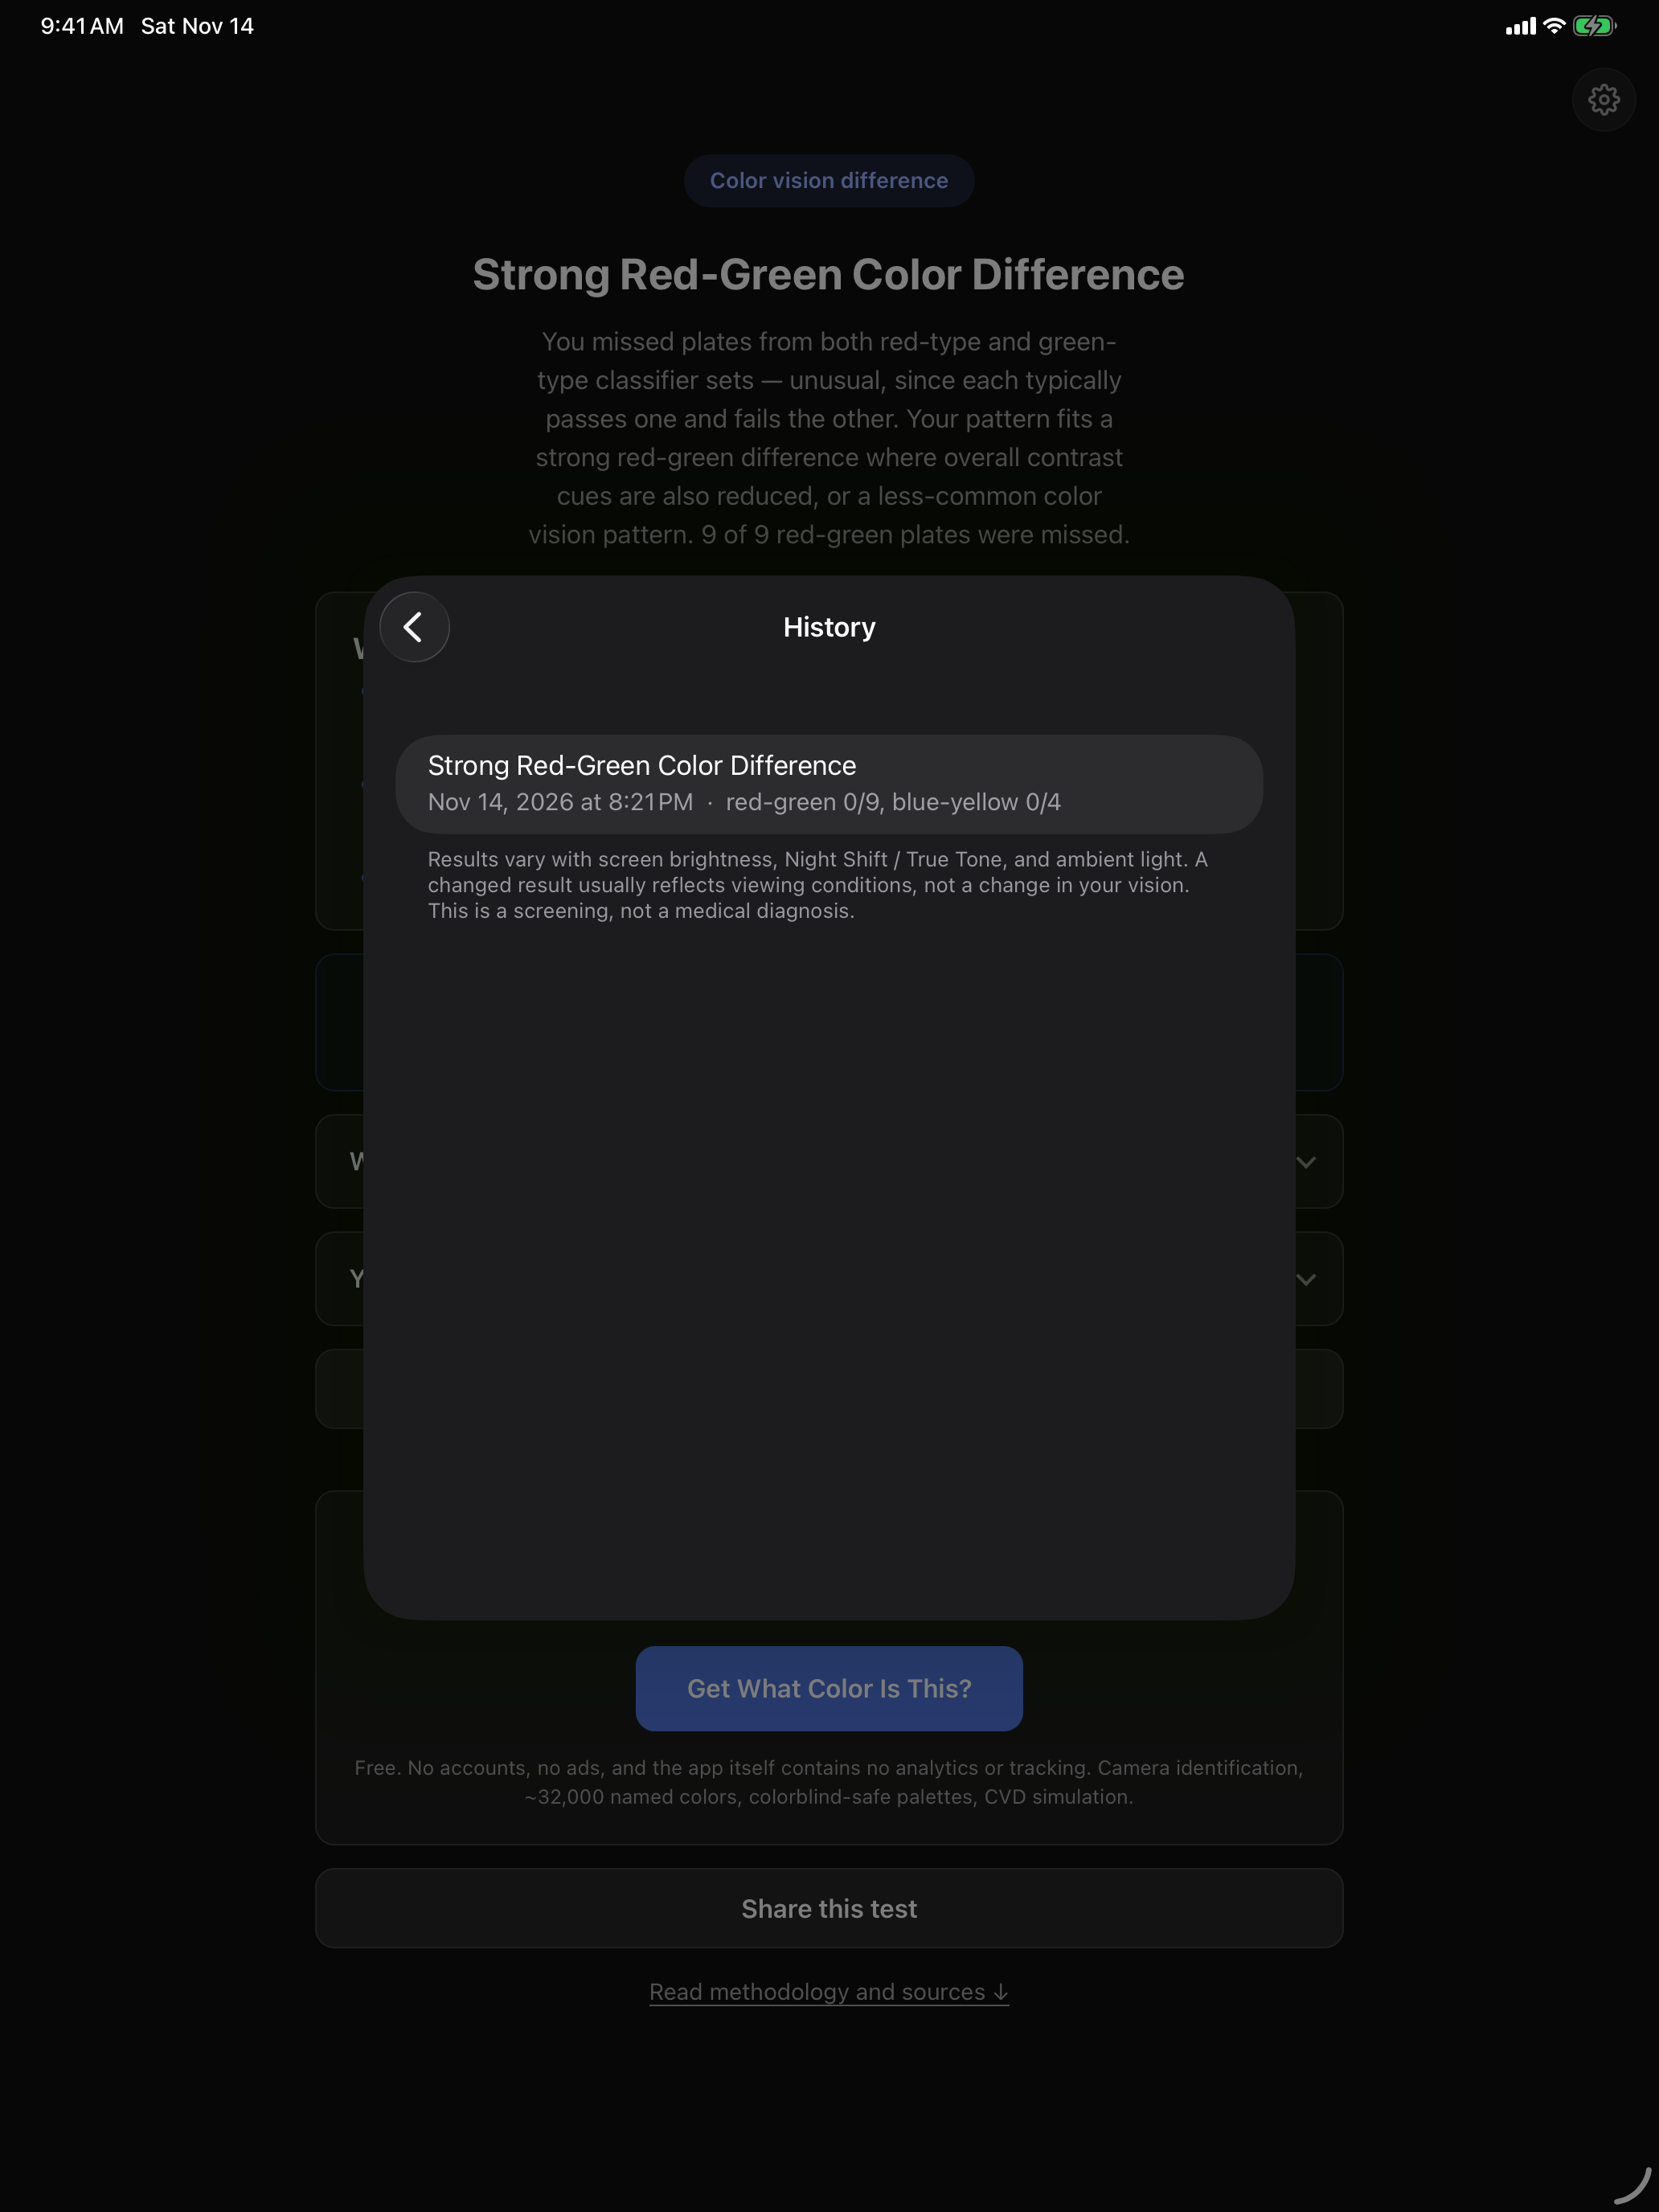 9:41 AM Sat Nov 14
Color vision difference
Strong Red-Green Color Difference
You missed plates from both red-type and green-
type classifier sets — unusual, since each typically
passes one and fails the other. Your pattern fits a
strong red-green difference where overall contrast
cues are also reduced, or a less-common color
vision pattern. 9 of 9 red-green plates were missed.
History
Strong Red-Green Color Difference
Nov 14, 2026 at 8:21 PM · red-green 0/9, blue-yellow 0/4
Results vary with screen brightness, Night Shift / True Tone, and ambient light. A
changed result usually reflects viewing conditions, not a change in your vision.
This is a screening, not a medical diagnosis.
Get What Color Is This?
Free. No accounts, no ads, and the app itself contains no analytics or tracking. Camera identification,
~32,000 named colors, colorblind-safe palettes, CVD simulation.
Share this test
Read methodology and sources ↓